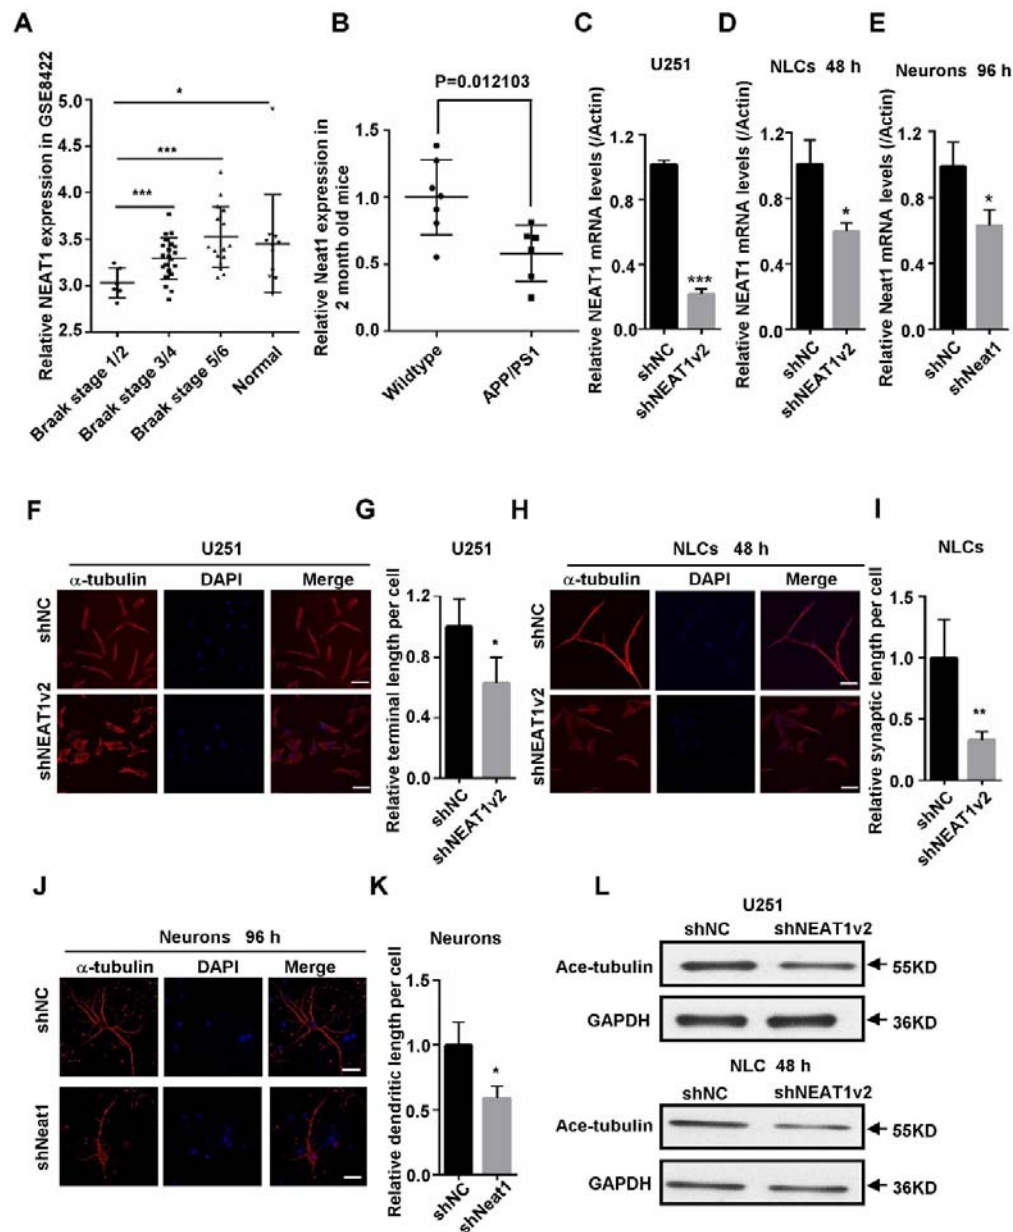 A
Relative NEAT1 expression in GSE8422
5.0
4.5
4.0
3.5
3.0
2.5
*
***
***
Braak stage 1/2
Braak stage 3/4
Braak stage 5/6
Normal
B
Relative Neat1 expression in
2 month old mice
P=0.012103
1.5
1.0
0.5
0.0
Wildtype
APP/PS1
C
U251
Relative NEAT1 mRNA levels (/Actin)
1.2
0.8
0.4
0.0
***
shNC
shNEAT1v2
D
NLCs 48 h
Relative NEAT1 mRNA levels (/Actin)
1.2
0.8
0.4
0.0
*
shNC
shNEAT1v2
E
Neurons 96 h
Relative Neat1 mRNA levels (/Actin)
1.2
0.8
0.4
0.0
*
shNC
shNeat1
F
U251
α-tubulin DAPI Merge
shNC
shNEAT1v2
G
U251
Relative terminal length per cell
1.2
0.8
0.4
0.0
*
shNC
shNEAT1v2
H
NLCs 48 h
α-tubulin DAPI Merge
shNC
shNEAT1v2
I
NLCs
Relative synaptic length per cell
1.5
1.0
0.5
0.0
**
shNC
shNEAT1v2
J
Neurons 96 h
α-tubulin DAPI Merge
shNC
shNeat1
K
Neurons
Relative dendritic length per cell
1.5
1.0
0.5
0.0
*
shNC
shNeat1
L
U251
shNC shNEAT1v2
Ace-tubulin 55KD
GAPDH 36KD
NLC 48 h
shNC shNEAT1v2
Ace-tubulin 55KD
GAPDH 36KD